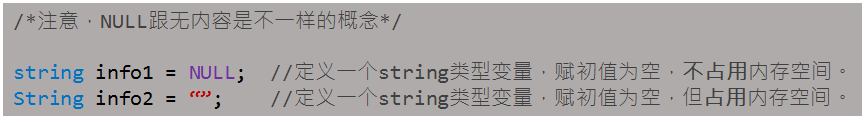 /*注意，NULL跟无内容是不一样的概念*/
string info1 = NULL;  //定义一个string类型变量，赋初值为空，不占用内存空间。
String info2 = “”;    //定义一个string类型变量，赋初值为空，但占用内存空间。